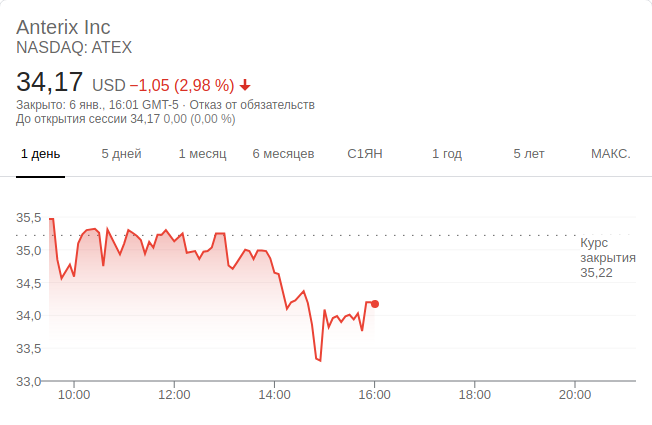 Anterix Inc
NASDAQ: ATEX
34,17 USD −1,05 (2,98 %)
Закрыто: 6 янв., 16:01 GMT-5 · Отказ от обязательств
До открытия сессии 34,17 0,00 (0,00 %)
1 день 5 дней 1 месяц 6 месяцев С1ЯН 1 год 5 лет МАКС.
35,5
35,0
34,5
34,0
33,5
33,0
Курс
закрытия
35,22
10:00 12:00 14:00 16:00 18:00 20:00